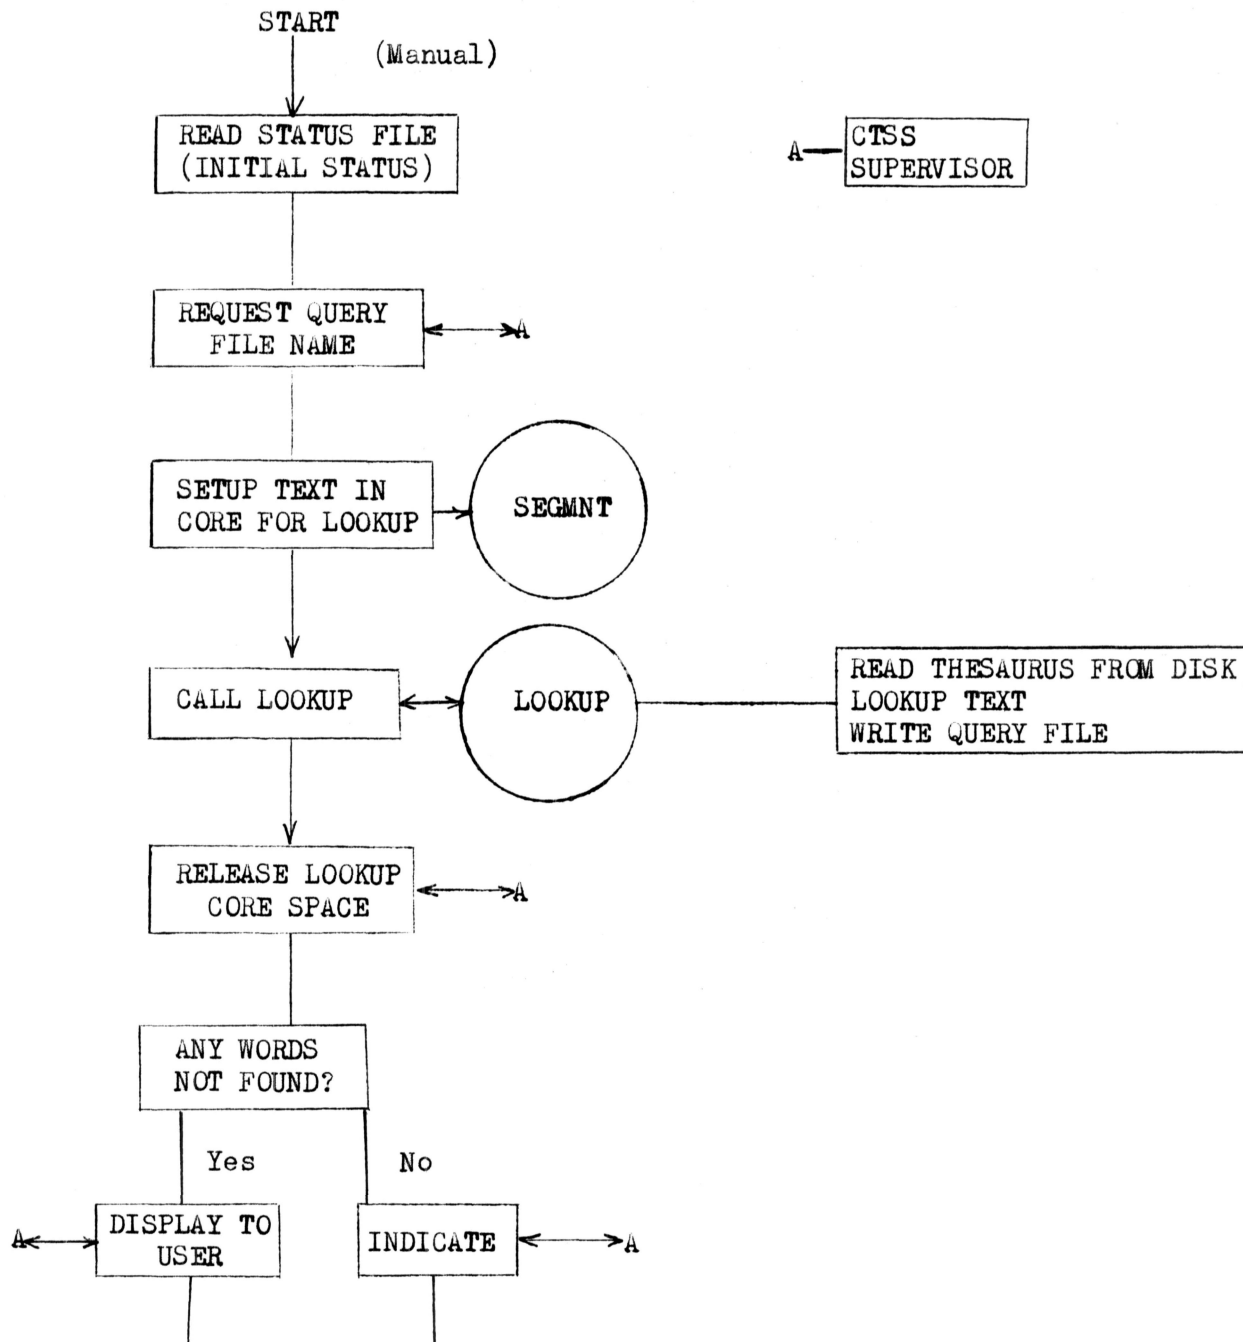 START
(Manual)
READ STATUS FILE
(INITIAL STATUS)
A
CTSS
SUPERVISOR
REQUEST QUERY
FILE NAME
A
SETUP TEXT IN
CORE FOR LOOKUP
SEGMNT
CALL LOOKUP
LOOKUP
READ THESAURUS FROM DISK
LOOKUP TEXT
WRITE QUERY FILE
RELEASE LOOKUP
CORE SPACE
A
ANY WORDS
NOT FOUND?
Yes
No
A
DISPLAY TO
USER
INDICATE
A